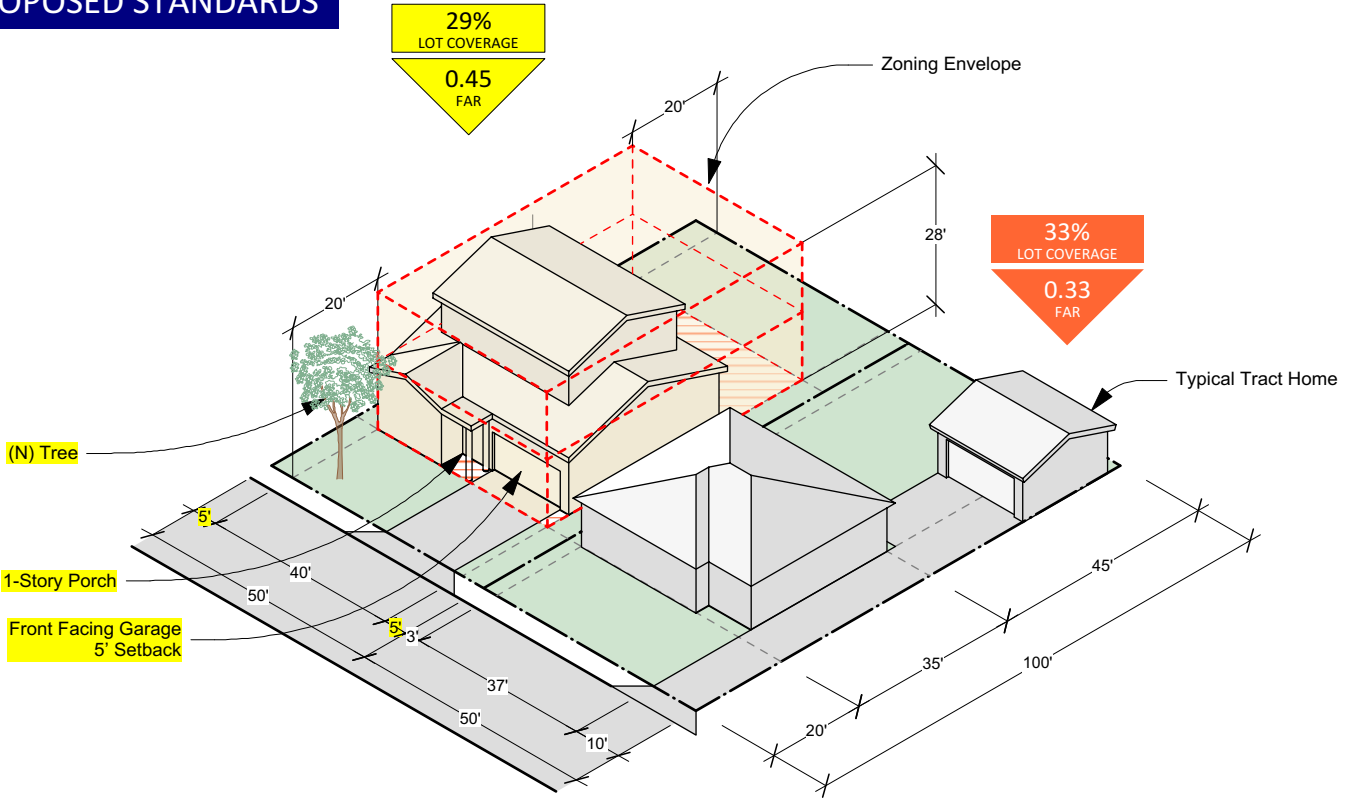 OPOSED STANDARDS
29%
LOT COVERAGE
0.45
FAR
Zoning Envelope
20'
28'
33%
LOT COVERAGE
0.33
FAR
20'
Typical Tract Home
(N) Tree
5'
1-Story Porch
40'
50'
Front Facing Garage
5' Setback
5'
3'
37'
50'
10'
45'
35'
100'
20'